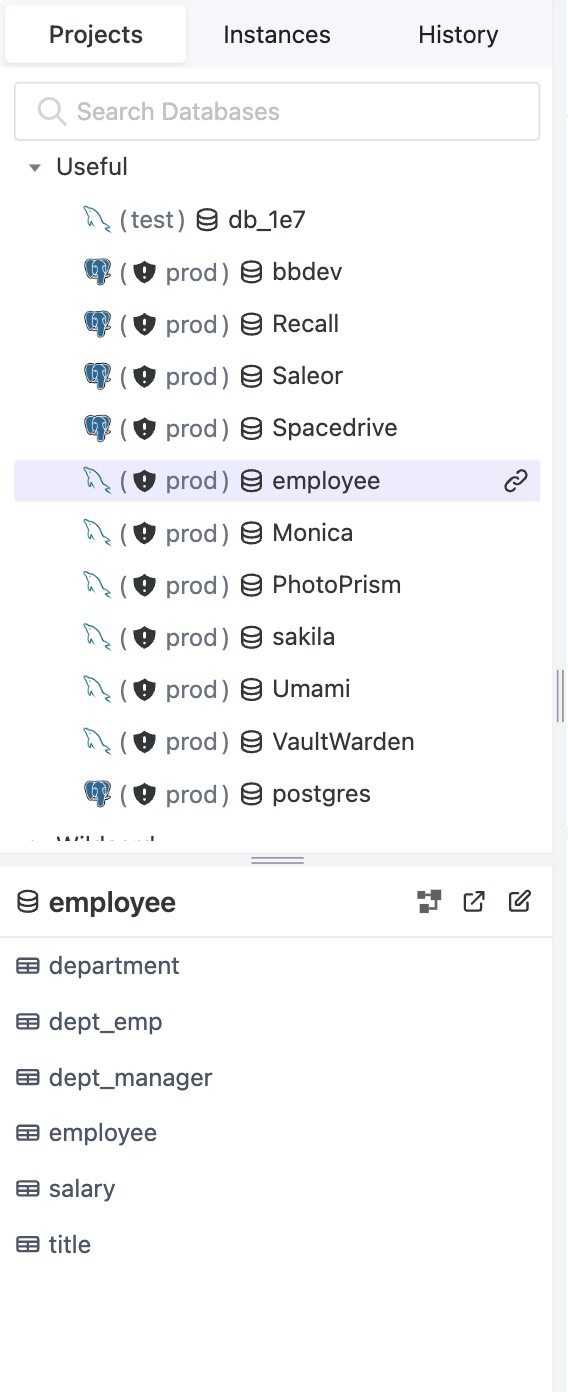 Projects Instances History
Search Databases
Useful
(test) db_1e7
( prod) bbdev
( prod) Recall
( prod) Saleor
( prod) Spacedrive
( prod) employee
( prod) Monica
( prod) PhotoPrism
( prod) sakila
( prod) Umami
( prod) VaultWarden
( prod) postgres
employee
department
dept_emp
dept_manager
employee
salary
title